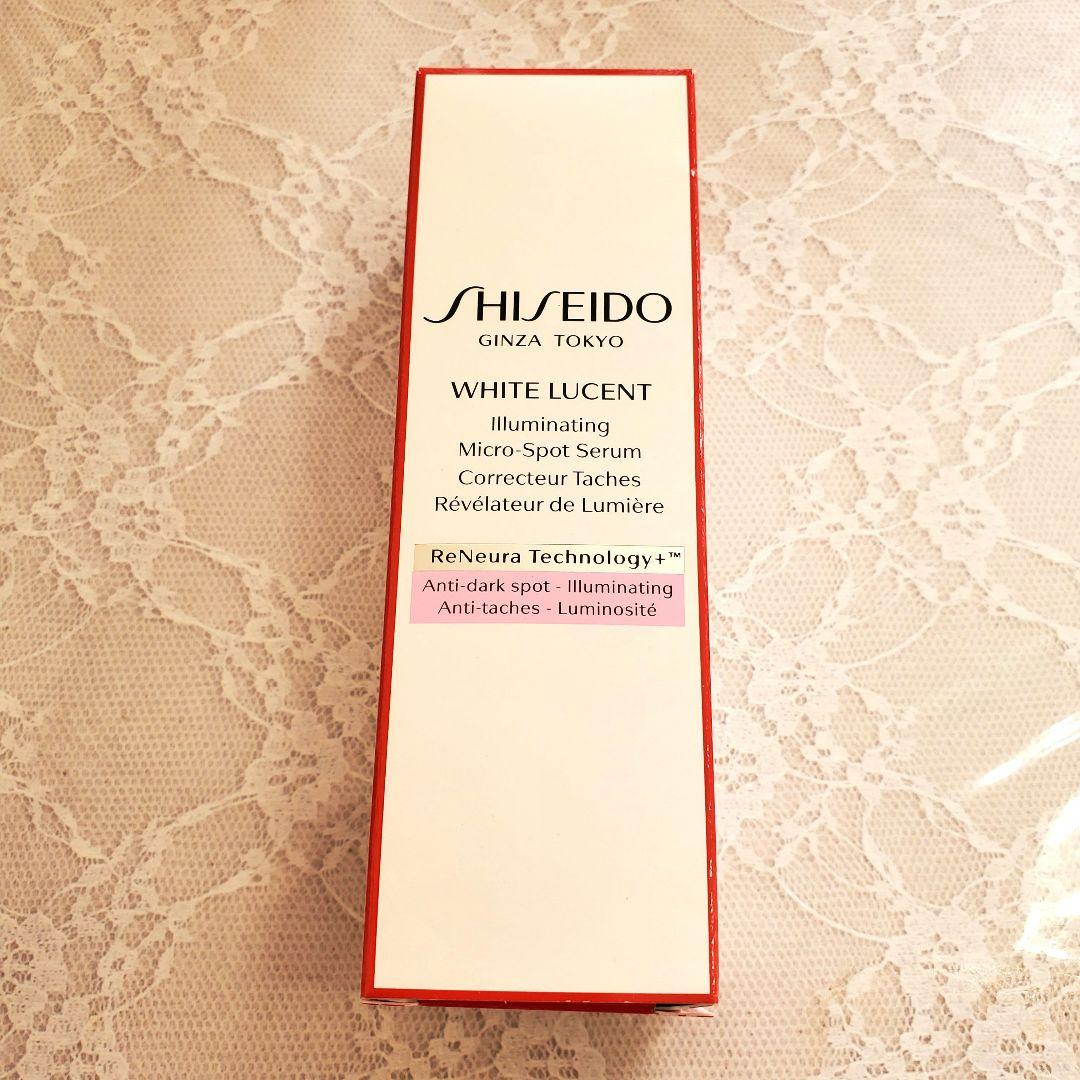 SHISEIDO
GINZA TOKYO
WHITE LUCENT
Illuminating
Micro-Spot Serum
Correcteur Taches
Révélateur de Lumière
ReNeura Technology+™
Anti-dark spot - Illuminating
Anti-taches - Luminosité